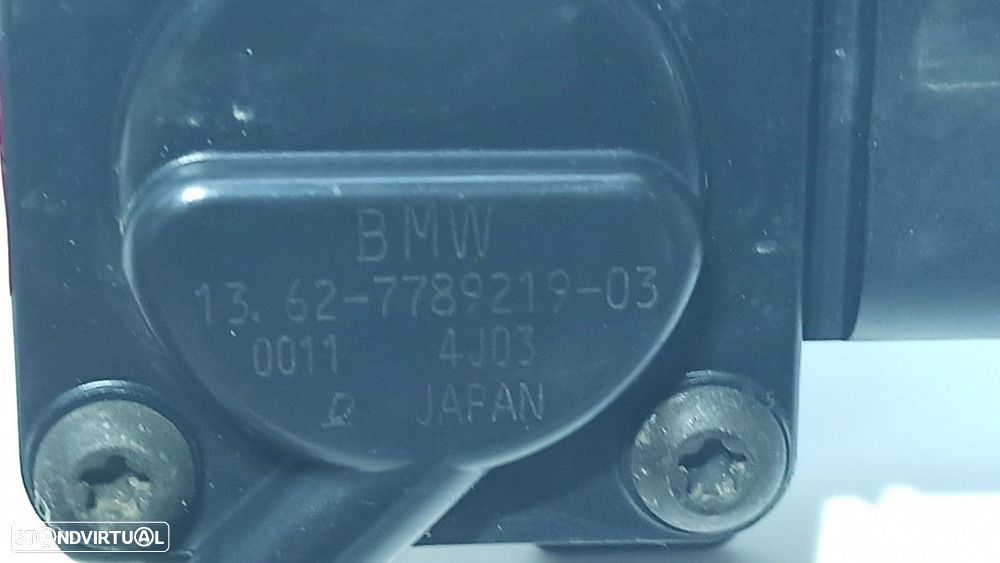 BMW
13.62-7789219-03
0011 4J03
JAPAN
STANDVIRTUAL